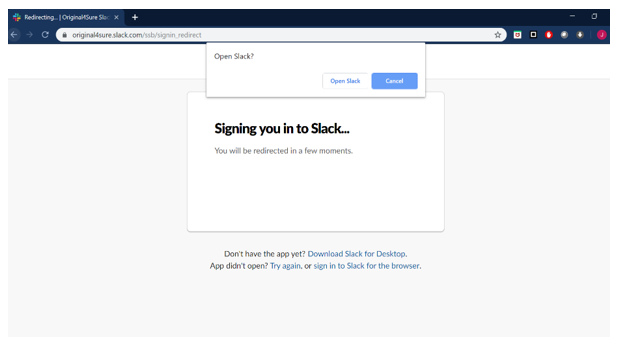 Redirecting... | Original4Sure Slac
original4sure.slack.com/ssb/signin_redirect
Open Slack?
Open Slack Cancel
Signing you in to Slack...
You will be redirected in a few moments.
Don't have the app yet? Download Slack for Desktop.
App didn't open? Try again, or sign in to Slack for the browser.